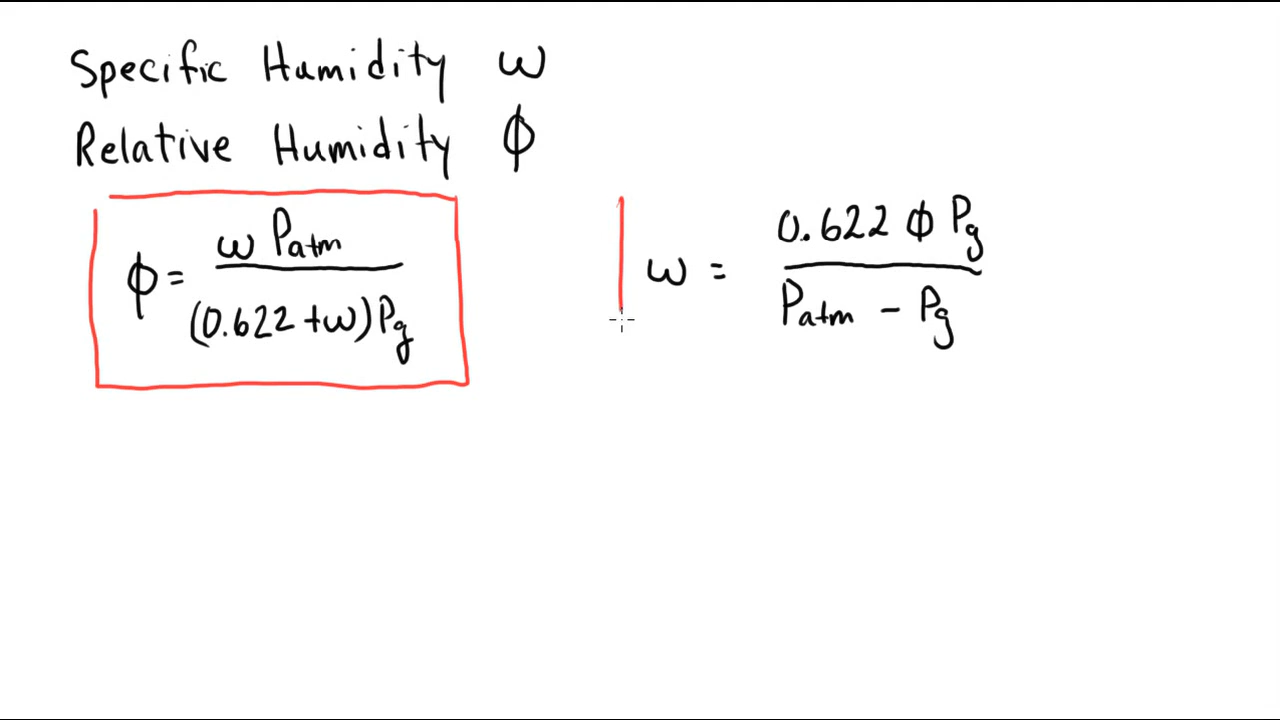 Specific Humidity ω
Relative Humidity ϕ
ϕ = ω Patm / (0.622 + ω) Pg
ω = 0.622 ϕ Pg / Patm − Pg